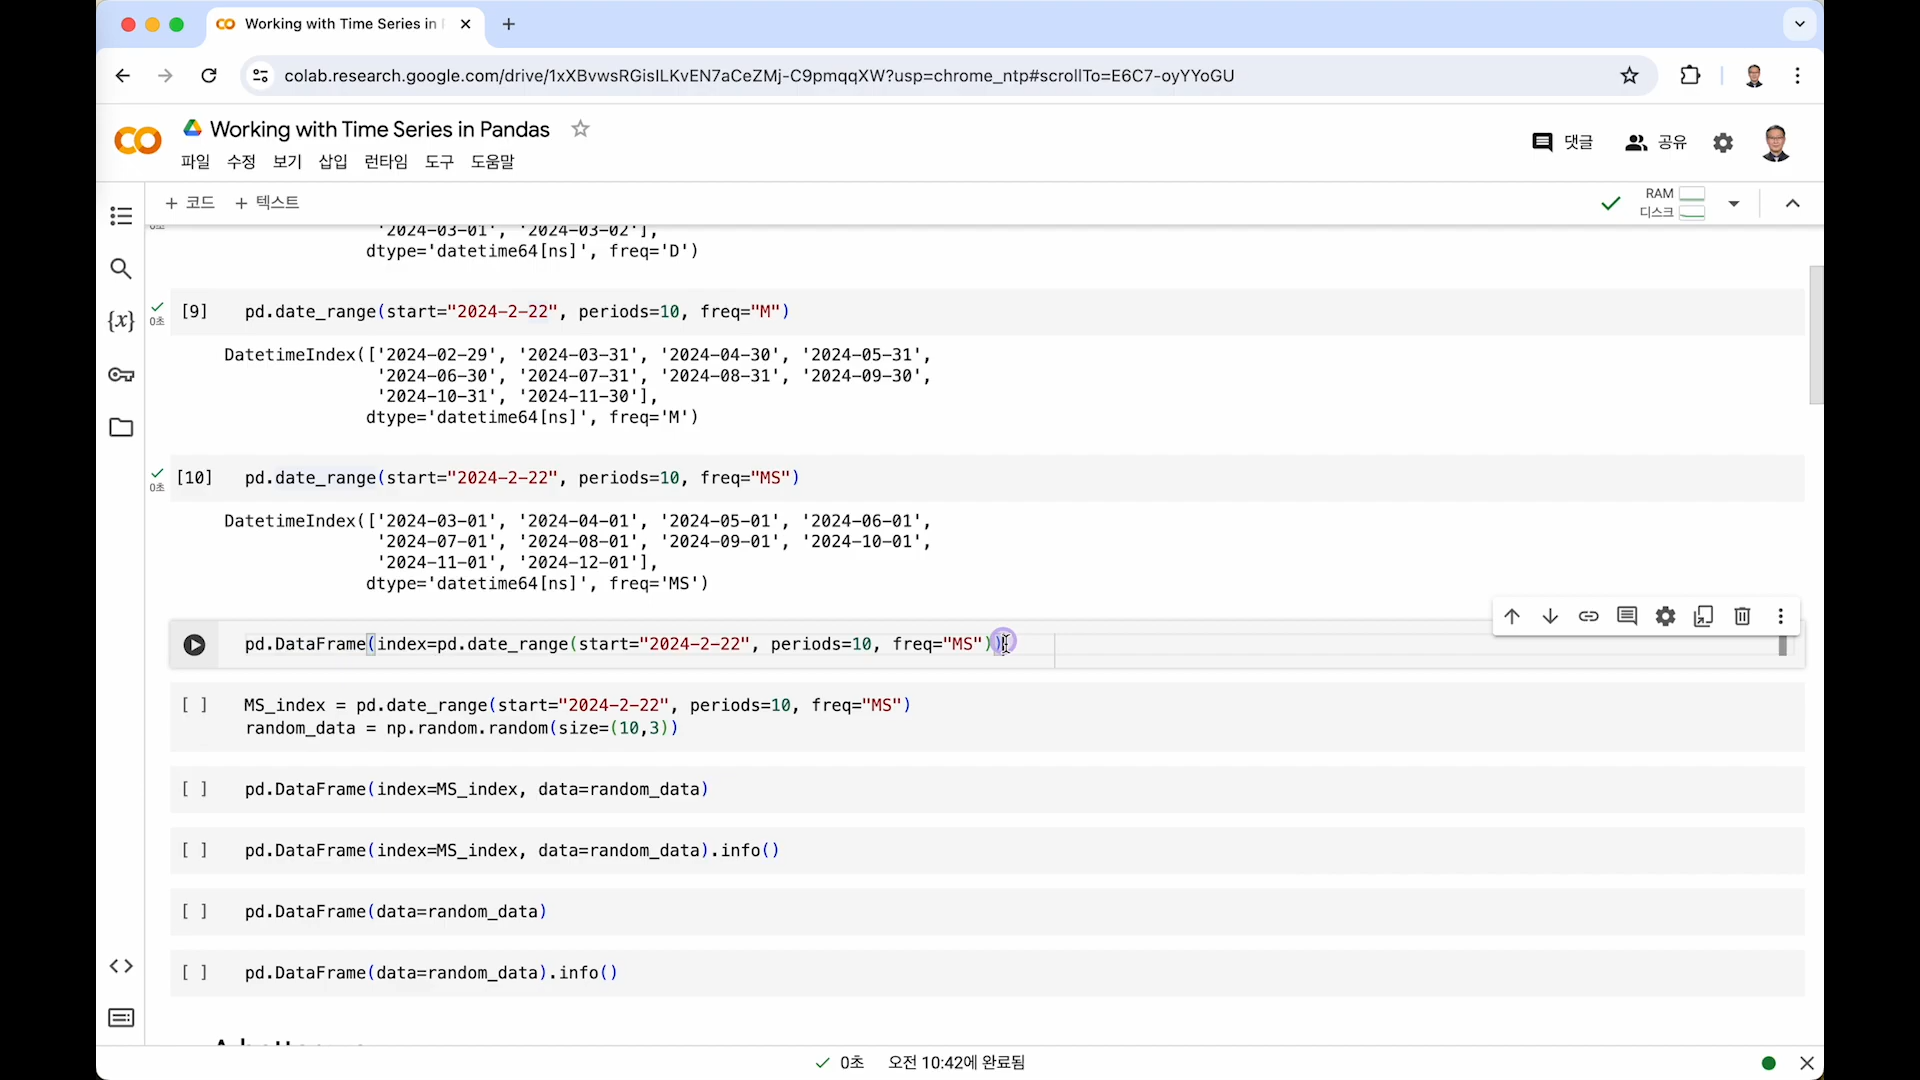 Working with Time Series in
colab.research.google.com/drive/1xXBvwsRGisILKvEN7aCeZMj-C9pmqqXW?usp=chrome_ntp#scrollTo=E6C7-oyYYoGU
Working with Time Series in Pandas
파일 수정 보기 삽입 런타임 도구 도움말
댓글 공유
+ 코드 + 텍스트
RAM
디스크
'2024-03-01', '2024-03-02'],
dtype='datetime64[ns]', freq='D')
0초
[9] pd.date_range(start="2024-2-22", periods=10, freq="M")
0초
DatetimeIndex(['2024-02-29', '2024-03-31', '2024-04-30', '2024-05-31',
'2024-06-30', '2024-07-31', '2024-08-31', '2024-09-30',
'2024-10-31', '2024-11-30'],
dtype='datetime64[ns]', freq='M')
[10] pd.date_range(start="2024-2-22", periods=10, freq="MS")
0초
DatetimeIndex(['2024-03-01', '2024-04-01', '2024-05-01', '2024-06-01',
'2024-07-01', '2024-08-01', '2024-09-01', '2024-10-01',
'2024-11-01', '2024-12-01'],
dtype='datetime64[ns]', freq='MS')
pd.DataFrame(index=pd.date_range(start="2024-2-22", periods=10, freq="MS"))
[ ] MS_index = pd.date_range(start="2024-2-22", periods=10, freq="MS")
random_data = np.random.random(size=(10,3))
[ ] pd.DataFrame(index=MS_index, data=random_data)
[ ] pd.DataFrame(index=MS_index, data=random_data).info()
[ ] pd.DataFrame(data=random_data)
[ ] pd.DataFrame(data=random_data).info()
0초 오전 10:42에 완료됨